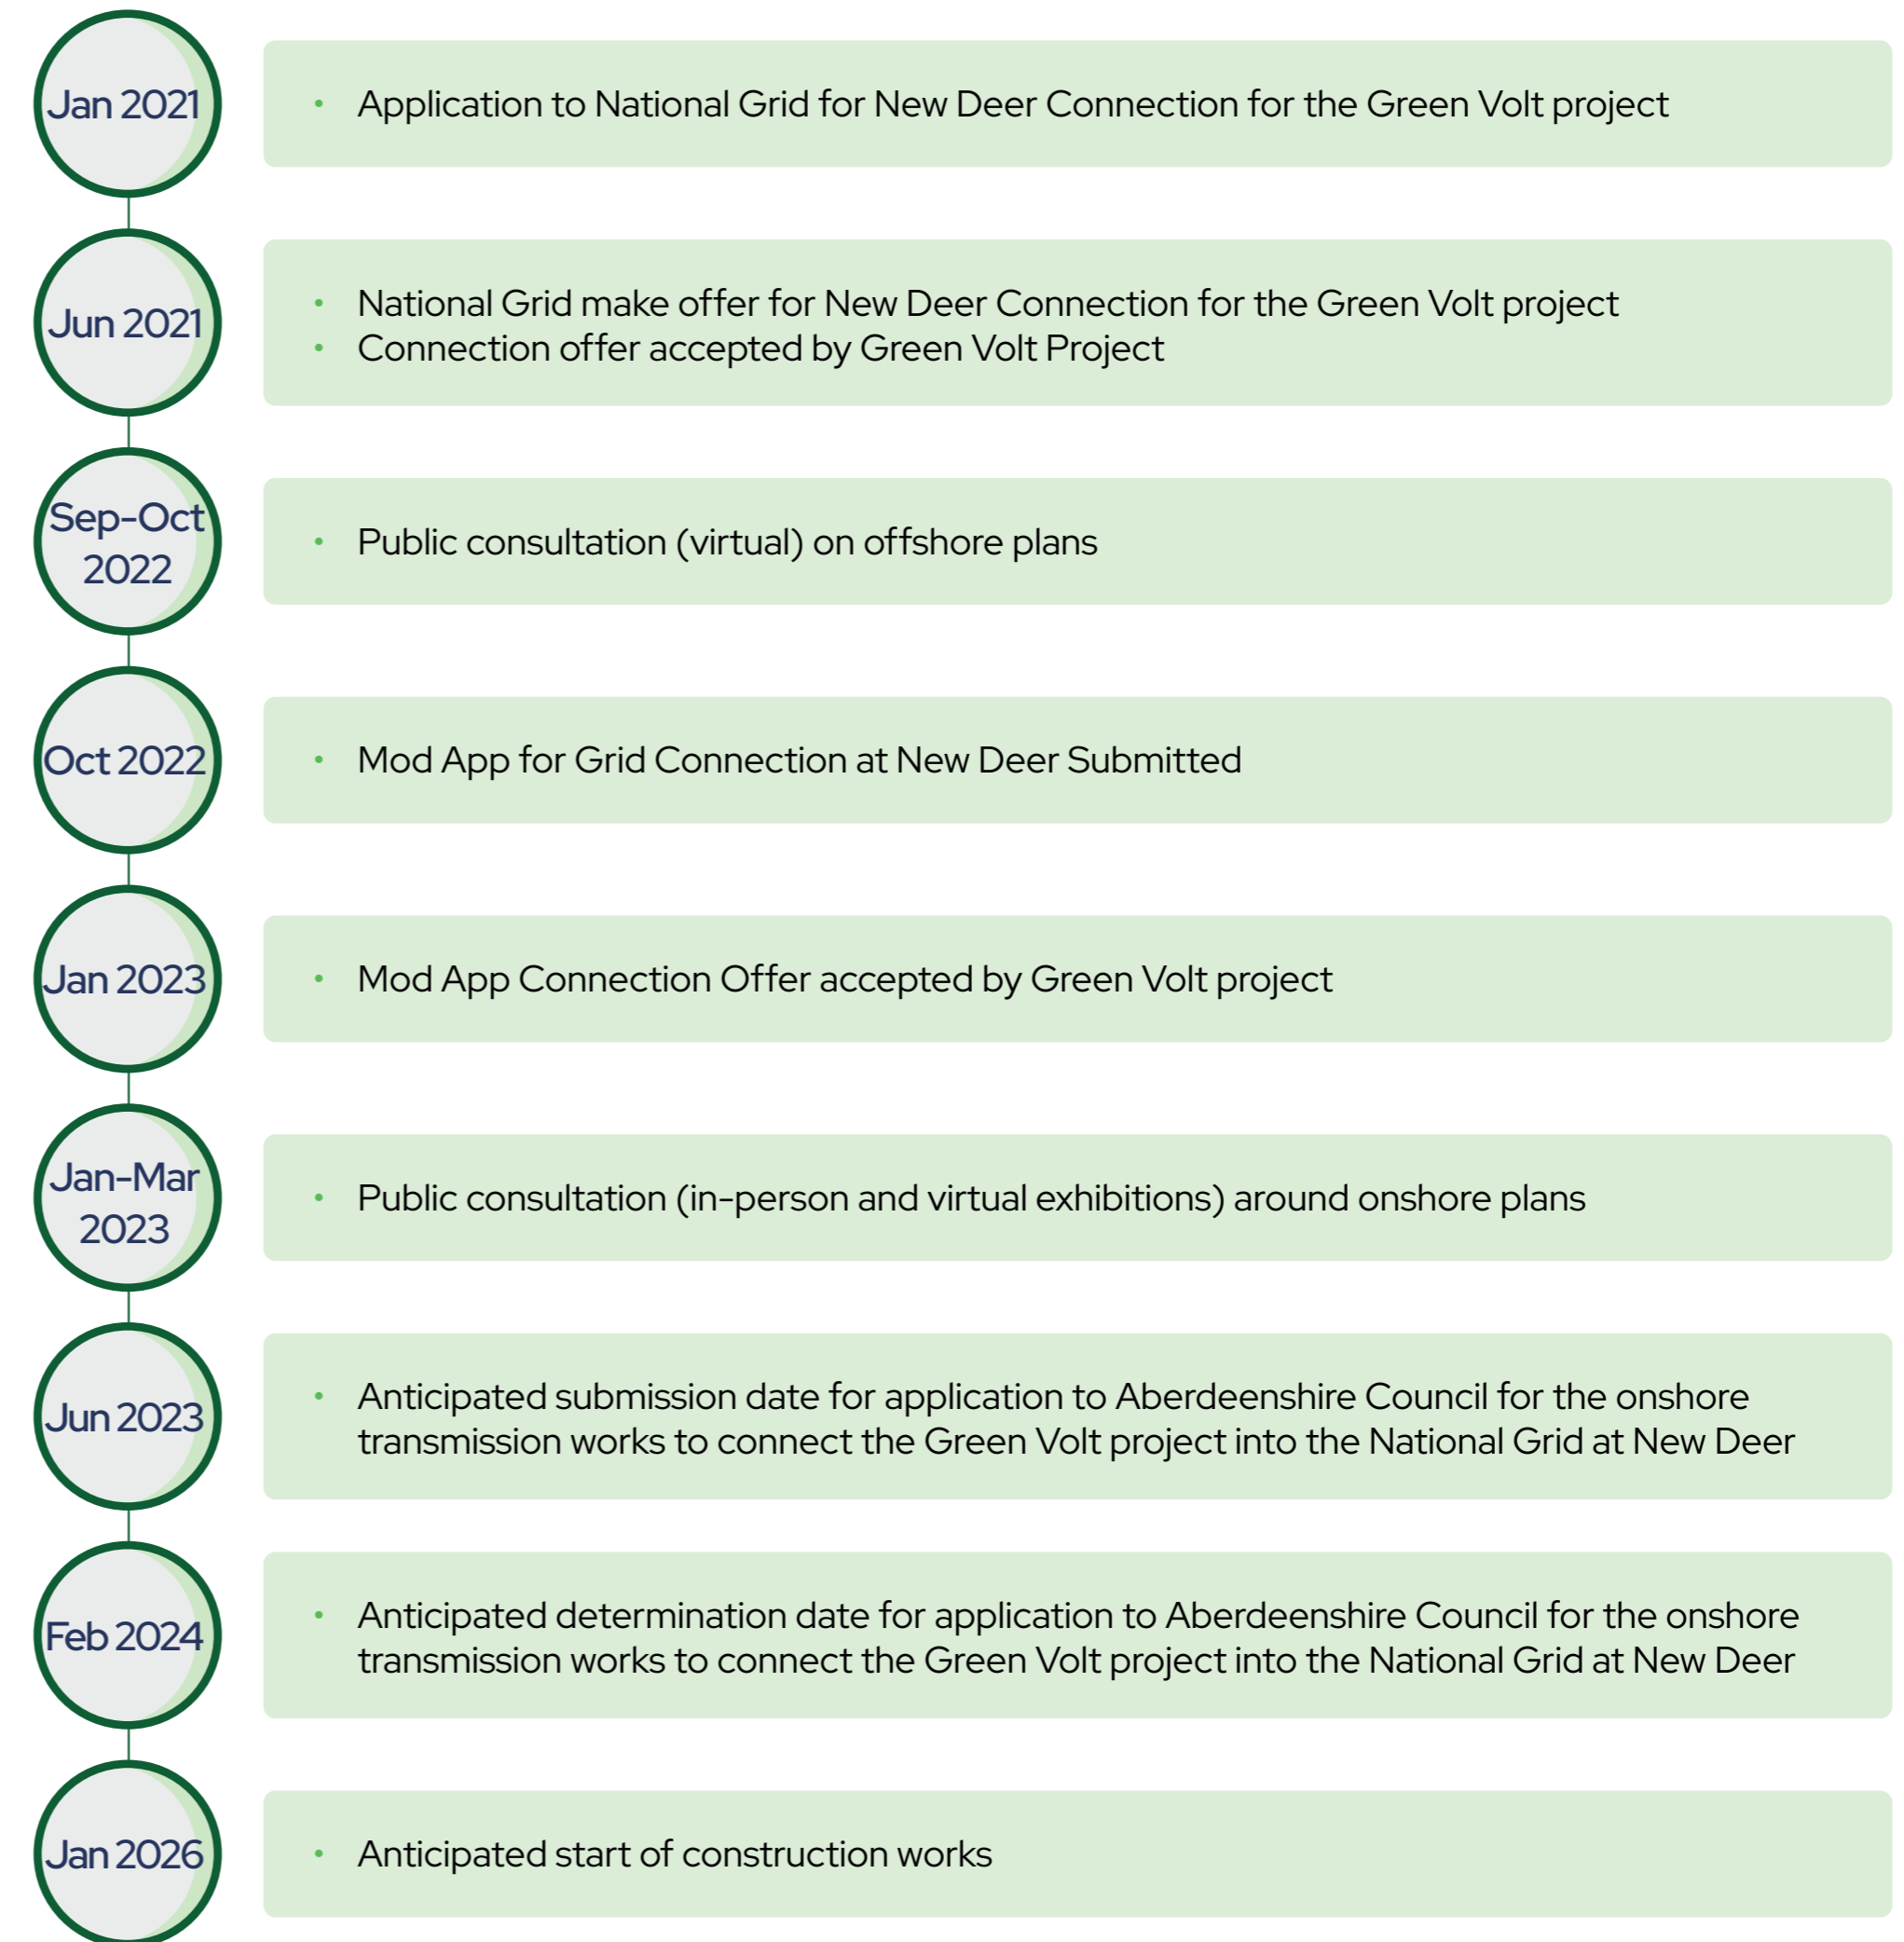 Jan 2021
• Application to National Grid for New Deer Connection for the Green Volt project
Jun 2021
• National Grid make offer for New Deer Connection for the Green Volt project
• Connection offer accepted by Green Volt Project
Sep-Oct
2022
• Public consultation (virtual) on offshore plans
Oct 2022
• Mod App for Grid Connection at New Deer Submitted
Jan 2023
• Mod App Connection Offer accepted by Green Volt project
Jan-Mar
2023
• Public consultation (in-person and virtual exhibitions) around onshore plans
Jun 2023
• Anticipated submission date for application to Aberdeenshire Council for the onshore
transmission works to connect the Green Volt project into the National Grid at New Deer
Feb 2024
• Anticipated determination date for application to Aberdeenshire Council for the onshore
transmission works to connect the Green Volt project into the National Grid at New Deer
Jan 2026
• Anticipated start of construction works